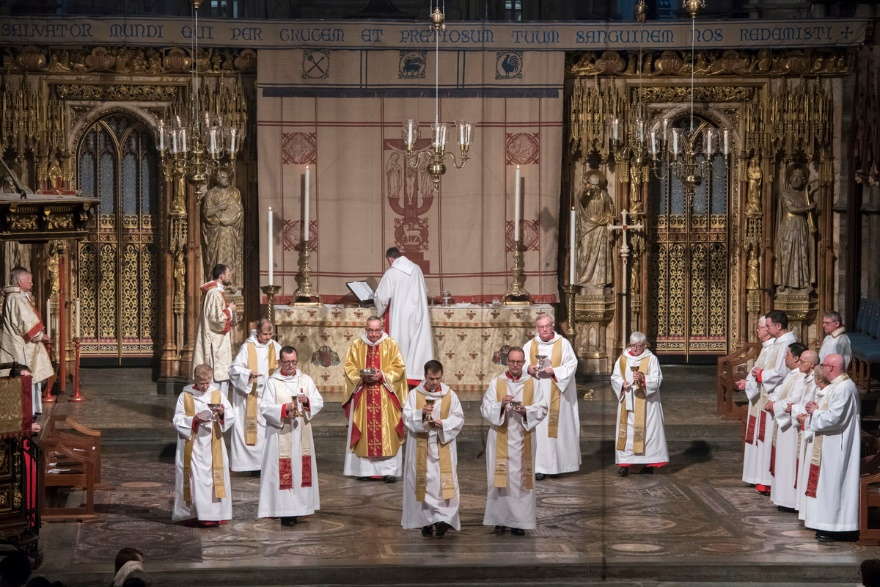 SALVATOR MUNDI QUI PER CRUCEM ET PRETIOSUM TUUM SANGUINEM NOS REDEMISTI +